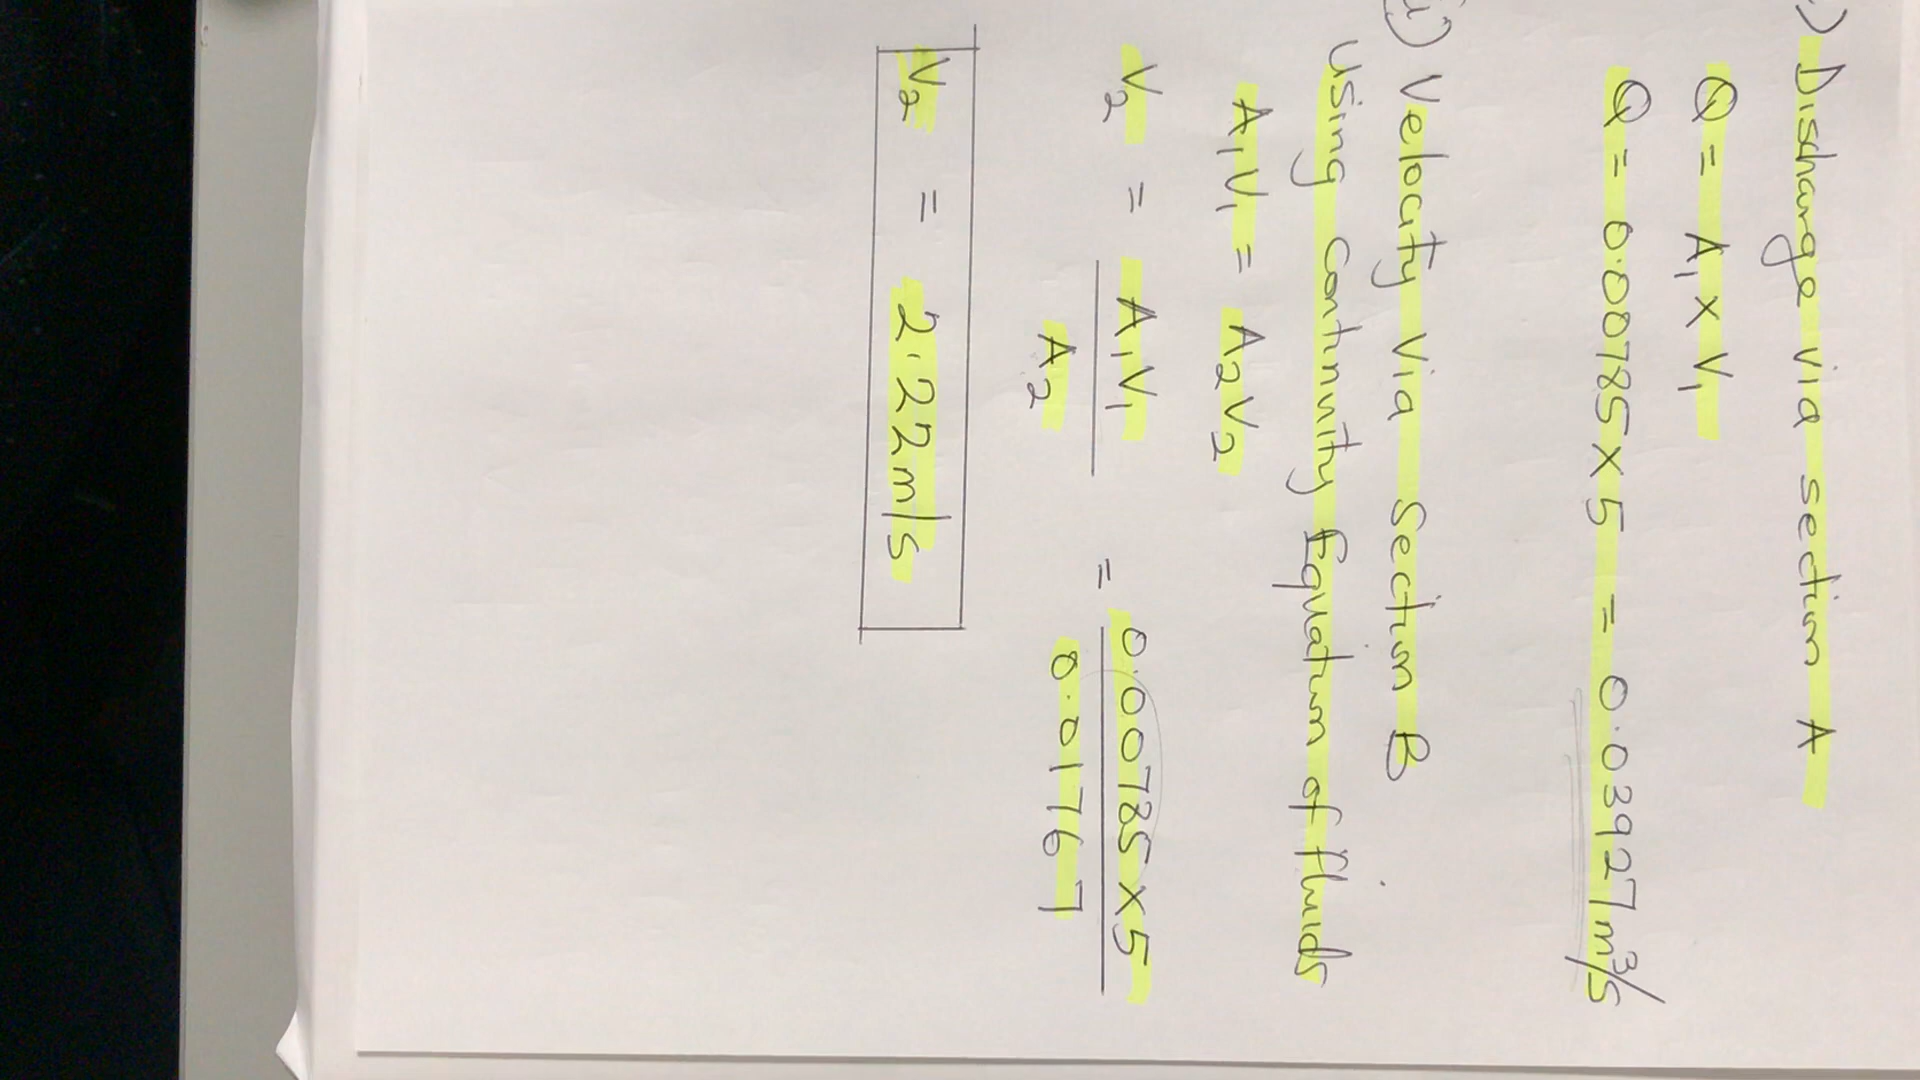 .) Discharge via section A
Q = A₁ × V₁
Q = 0.00785 × 5 = 0.03927 m³/s
ii) Velocity Via Section B
Using Continuity Equation of fluids
A₁V₁ = A₂V₂
V₂ = A₁V₁ / A₂ = 0.00785 × 5 / 0.01767
V₂ = 2.22 m/s